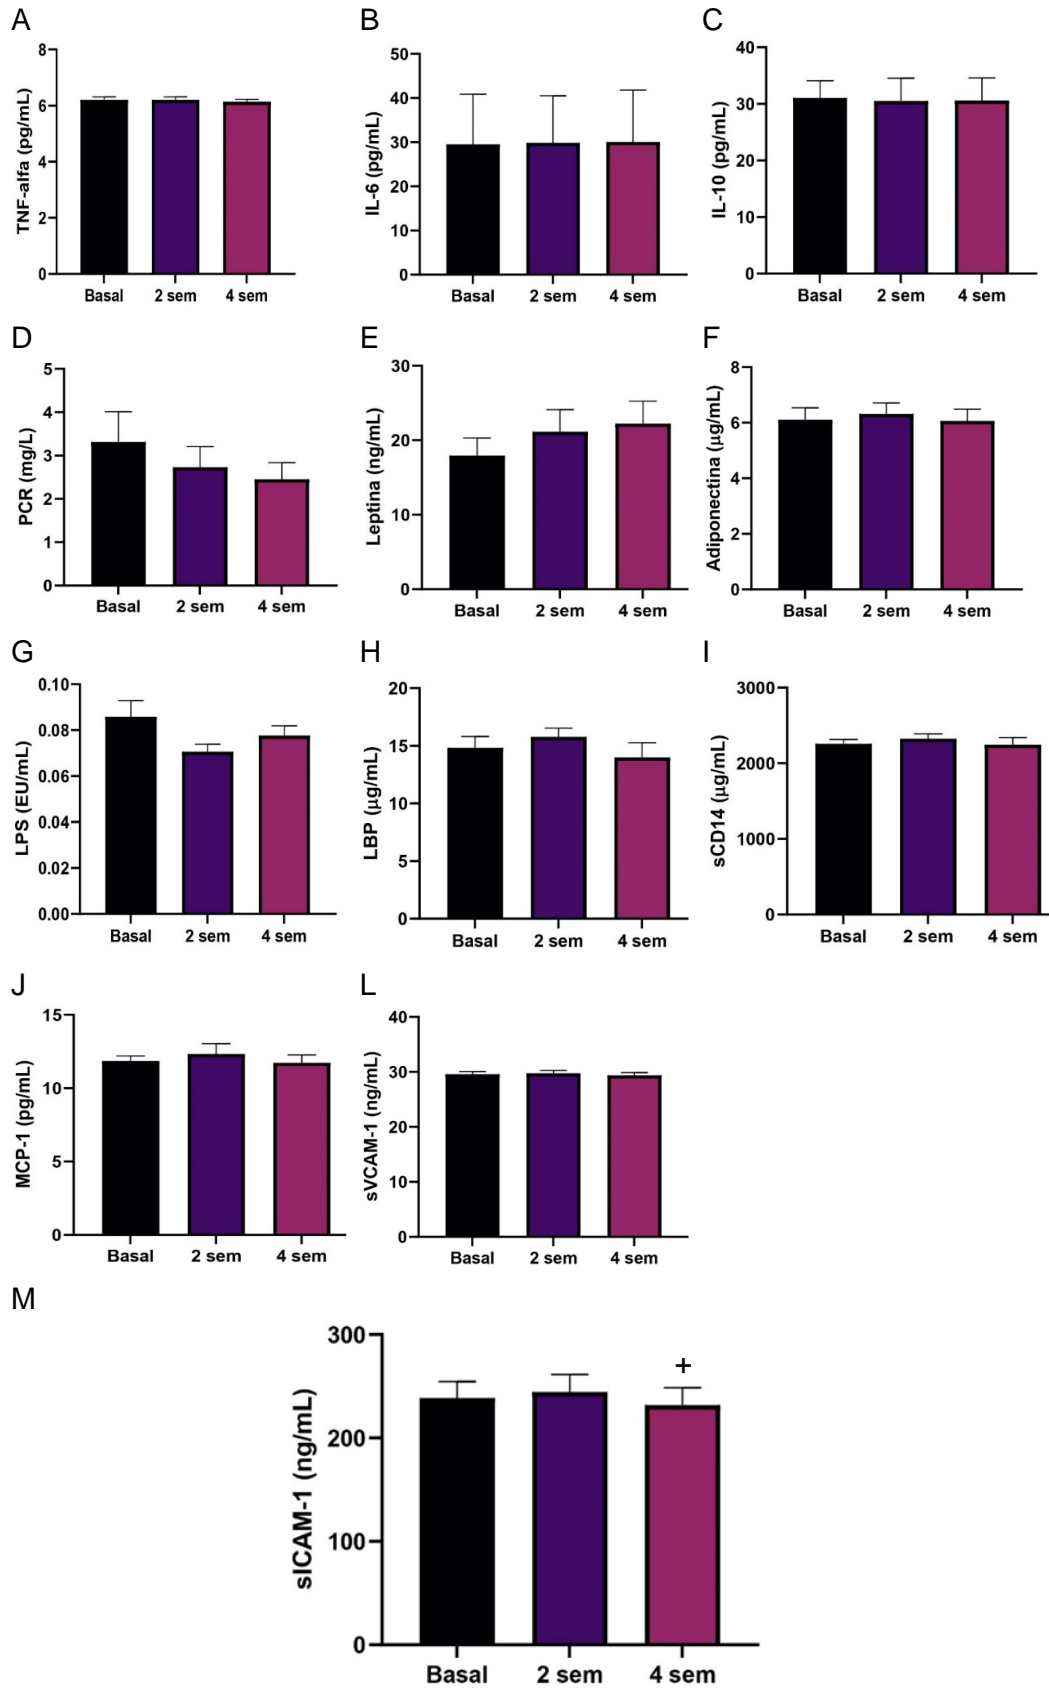 A
TNF-alfa (pg/mL)
8
6
4
2
0
Basal 2 sem 4 sem
B
IL-6 (pg/mL)
50
40
30
20
10
0
Basal 2 sem 4 sem
C
IL-10 (pg/mL)
40
30
20
10
0
Basal 2 sem 4 sem
D
PCR (mg/L)
5
4
3
2
1
0
Basal 2 sem 4 sem
E
Leptina (ng/mL)
30
20
10
0
Basal 2 sem 4 sem
F
Adiponectina (μg/mL)
8
6
4
2
0
Basal 2 sem 4 sem
G
LPS (EU/mL)
0.10
0.08
0.06
0.04
0.02
0.00
Basal 2 sem 4 sem
H
LBP (μg/mL)
20
15
10
5
0
Basal 2 sem 4 sem
I
sCD14 (μg/mL)
3000
2000
1000
0
Basal 2 sem 4 sem
J
MCP-1 (pg/mL)
15
10
5
0
Basal 2 sem 4 sem
L
sVCAM-1 (ng/mL)
40
30
20
10
0
Basal 2 sem 4 sem
M
sICAM-1 (ng/mL)
300
200
100
0
+
Basal 2 sem 4 sem